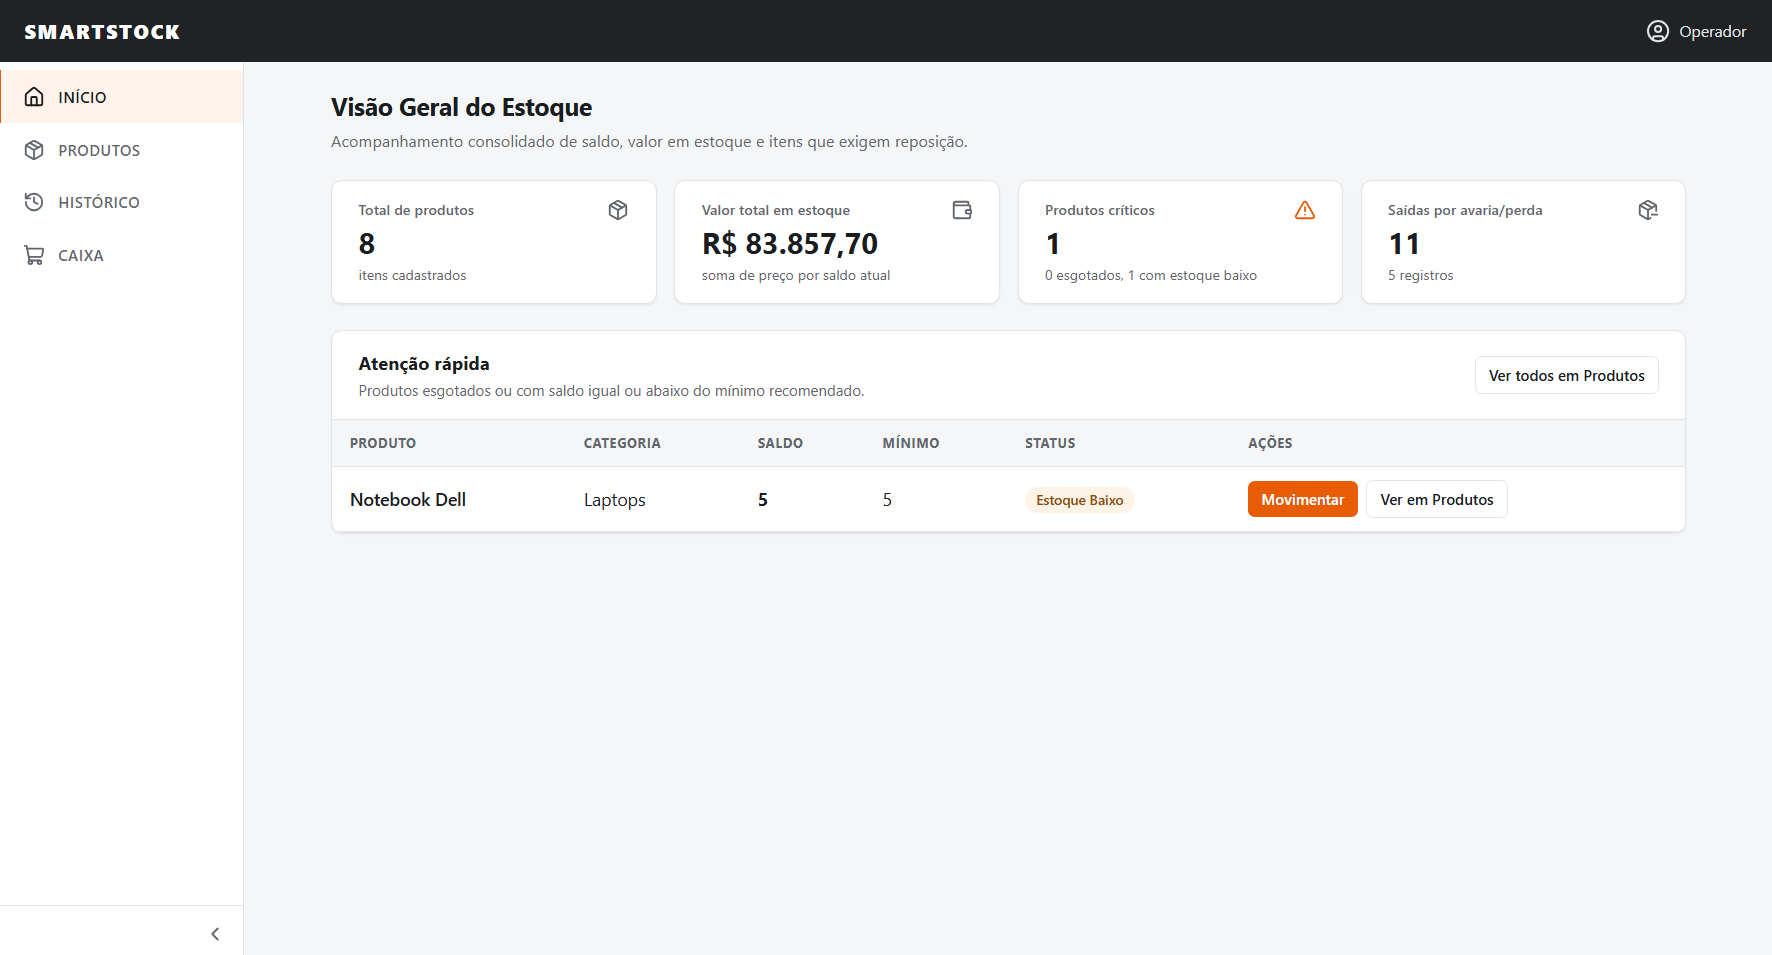 SMARTSTOCK
Operador
INÍCIO
PRODUTOS
HISTÓRICO
CAIXA
Visão Geral do Estoque
Acompanhamento consolidado de saldo, valor em estoque e itens que exigem reposição.
Total de produtos
8
itens cadastrados
Valor total em estoque
R$ 83.857,70
soma de preço por saldo atual
Produtos críticos
1
0 esgotados, 1 com estoque baixo
Saídas por avaria/perda
11
5 registros
Atenção rápida
Produtos esgotados ou com saldo igual ou abaixo do mínimo recomendado.
Ver todos em Produtos
PRODUTO CATEGORIA SALDO MÍNIMO STATUS AÇÕES
Notebook Dell Laptops 5 5 Estoque Baixo Movimentar Ver em Produtos